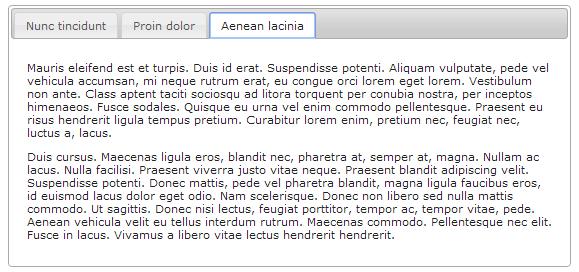 Nunc tincidunt Proin dolor Aenean lacinia
Mauris eleifend est et turpis. Duis id erat. Suspendisse potenti. Aliquam vulputate, pede vel
vehicula accumsan, mi neque rutrum erat, eu congue orci lorem eget lorem. Vestibulum
non ante. Class aptent taciti sociosqu ad litora torquent per conubia nostra, per inceptos
himenaeos. Fusce sodales. Quisque eu urna vel enim commodo pellentesque. Praesent eu
risus hendrerit ligula tempus pretium. Curabitur lorem enim, pretium nec, feugiat nec,
luctus a, lacus.
Duis cursus. Maecenas ligula eros, blandit nec, pharetra at, semper at, magna. Nullam ac
lacus. Nulla facilisi. Praesent viverra justo vitae neque. Praesent blandit adipiscing velit.
Suspendisse potenti. Donec mattis, pede vel pharetra blandit, magna ligula faucibus eros,
id euismod lacus dolor eget odio. Nam scelerisque. Donec non libero sed nulla mattis
commodo. Ut sagittis. Donec nisi lectus, feugiat porttitor, tempor ac, tempor vitae, pede.
Aenean vehicula velit eu tellus interdum rutrum. Maecenas commodo. Pellentesque nec elit.
Fusce in lacus. Vivamus a libero vitae lectus hendrerit hendrerit.